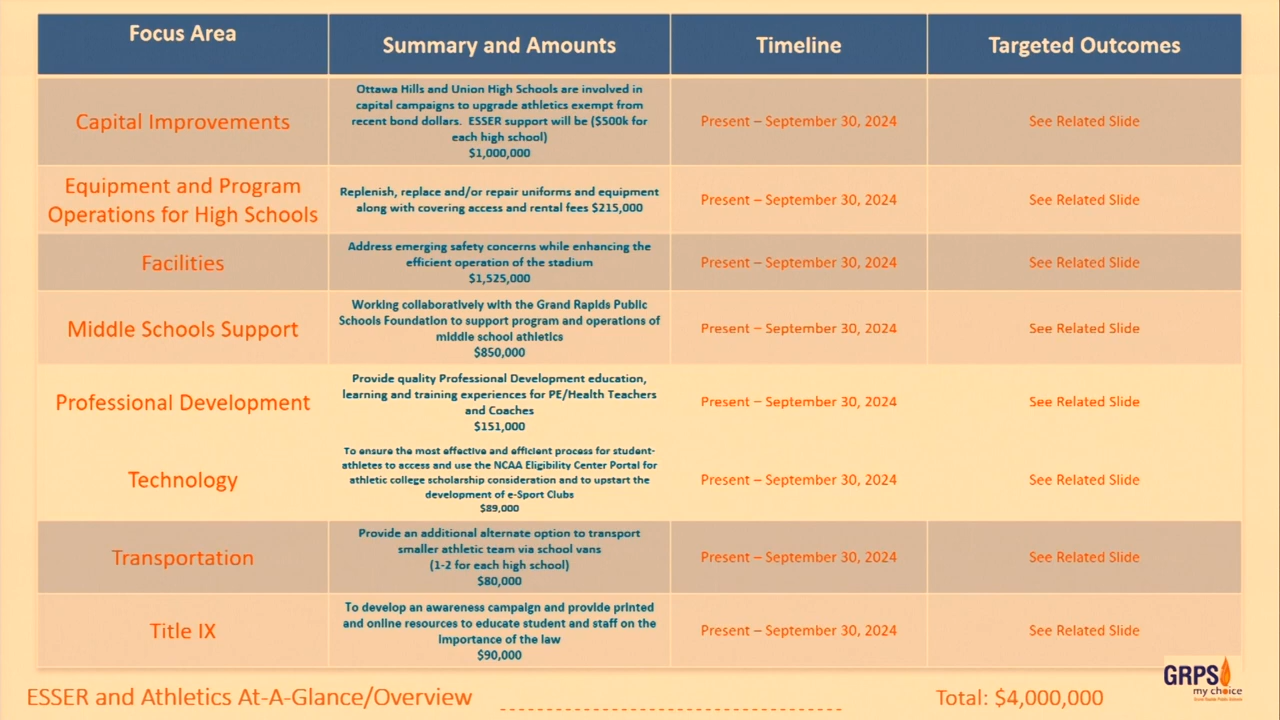 Focus Area
Summary and Amounts
Timeline
Targeted Outcomes
Capital Improvements
Ottawa Hills and Union High Schools are involved in
capital campaigns to upgrade athletics exempt from
recent bond dollars.  ESSER support will be ($500k for
each high school)
$1,000,000
Present – September 30, 2024
See Related Slide
Equipment and Program
Operations for High Schools
Replenish, replace and/or repair uniforms and equipment
along with covering access and rental fees $215,000
Present – September 30, 2024
See Related Slide
Facilities
Address emerging safety concerns while enhancing the
efficient operation of the stadium
$1,525,000
Present – September 30, 2024
See Related Slide
Middle Schools Support
Working collaboratively with the Grand Rapids Public
Schools Foundation to support program and operations of
middle school athletics
$850,000
Present – September 30, 2024
See Related Slide
Professional Development
Provide quality Professional Development education,
learning and training experiences for PE/Health Teachers
and Coaches
$151,000
Present – September 30, 2024
See Related Slide
Technology
To ensure the most effective and efficient process for student-
athletes to access and use the NCAA Eligibility Center Portal for
athletic college scholarship consideration and to upstart the
development of e-Sport Clubs
$89,000
Present – September 30, 2024
See Related Slide
Transportation
Provide an additional alternate option to transport
smaller athletic team via school vans
(1-2 for each high school)
$80,000
Present – September 30, 2024
See Related Slide
Title IX
To develop an awareness campaign and provide printed
and online resources to educate student and staff on the
importance of the law
$90,000
Present – September 30, 2024
See Related Slide
GRPS
my choice
ESSER and Athletics At-A-Glance/Overview
Total: $4,000,000